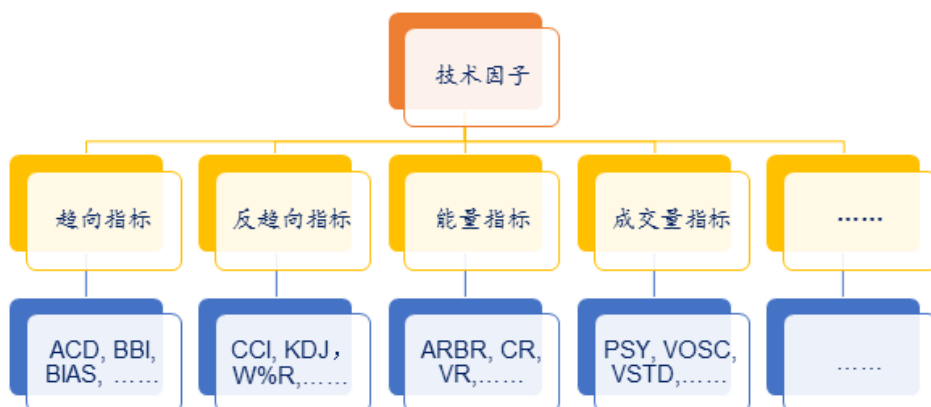 技术因子
趋向指标
反趋向指标
能量指标
成交量指标
……
ACD, BBI,
BIAS, ……
CCI, KDJ，
W%R,……
ARBR, CR,
VR,……
PSY, VOSC,
VSTD,……
……